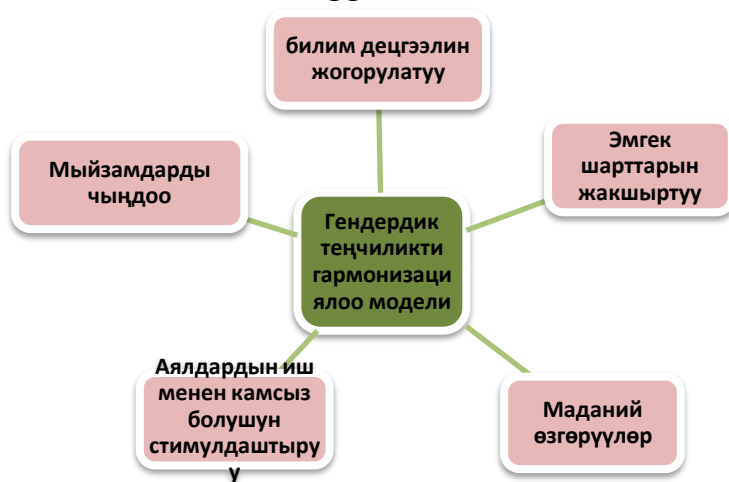 билим децгээлин
жогорулатуу
Эмгек
шарттарын
жакшыртуу
Мыйзамдарды
чыңдоо
Гендердик
теңчиликти
гармонизаци
ялоо модели
Аялдардын иш
менен камсыз
болушун
стимулдаштыру
у
Маданий
өзгөрүүлөр